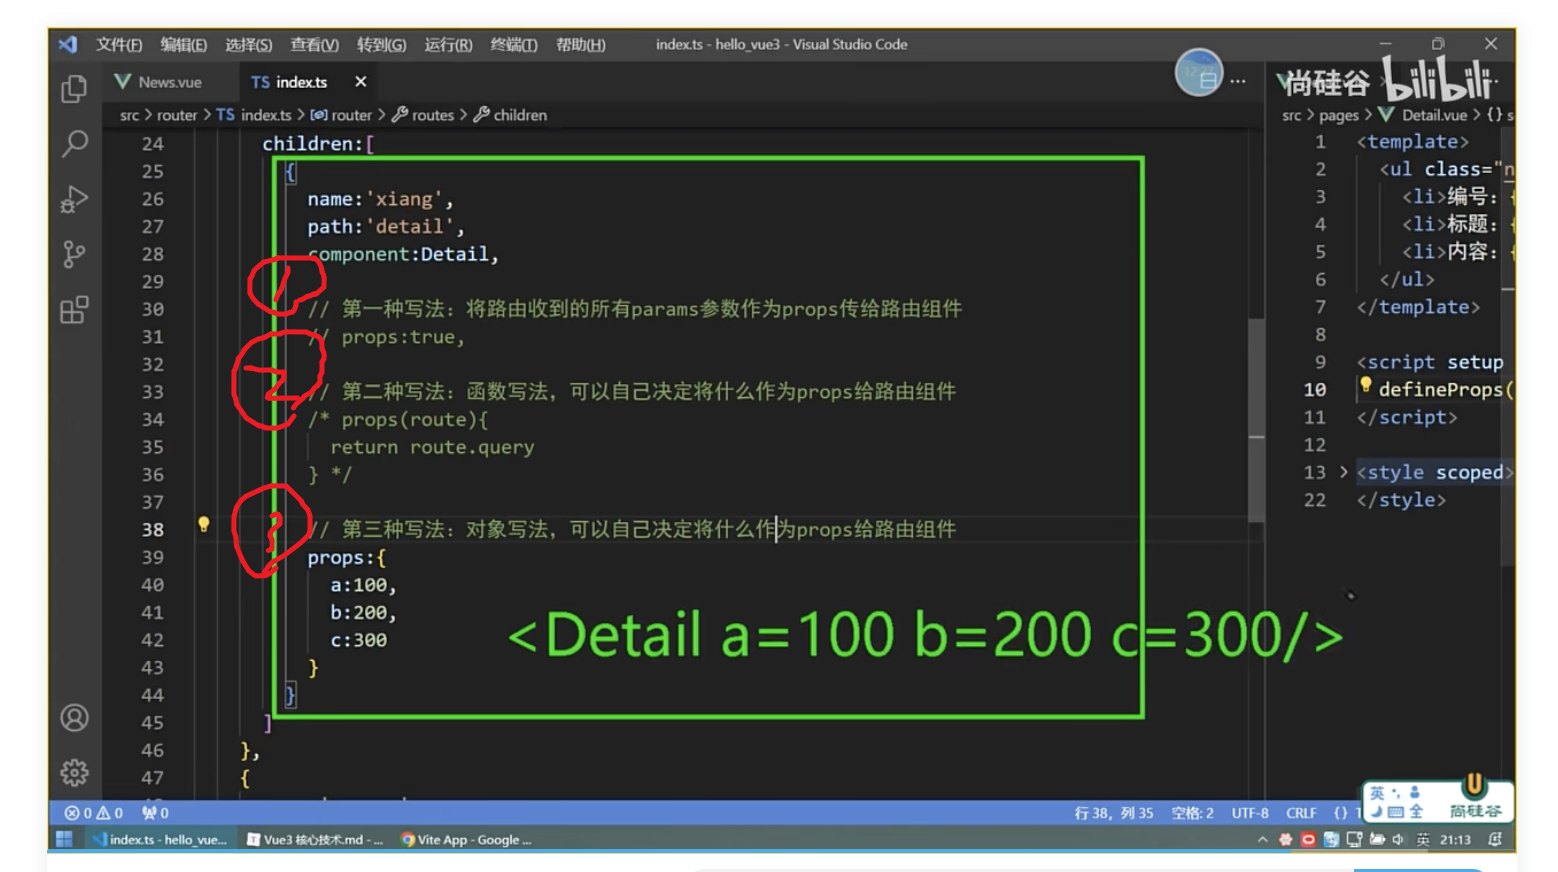 文件(F) 编辑(E) 选择(S) 查看(V) 转到(G) 运行(R) 终端(T) 帮助(H) index.ts - hello_vue3 - Visual Studio Code
News.vue TS index.ts
尚硅谷 bilibili
src > router > TS index.ts > router > routes > children
src > pages > Detail.vue > {} s
24 children:[
25 {
26 name:'xiang',
27 path:'detail',
28 component:Detail,
29
1.
30 // 第一种写法：将路由收到的所有params参数作为props传给路由组件
31 // props:true,
32
2
33 // 第二种写法：函数写法，可以自己决定将什么作为props给路由组件
34 /* props(route){
35 return route.query
36 } */
37
3
38 // 第三种写法：对象写法，可以自己决定将什么作为props给路由组件
39 props:{
40 a:100,
41 b:200,
42 c:300
43 }
44 }
45 ]
46 },
47 {
<Detail a=100 b=200 c=300/>
1 <template>
2 <ul class="n
3 <li>编号：{
4 <li>标题：{
5 <li>内容：{
6 </ul>
7 </template>
8
9 <script setup
10 defineProps(
11 </script>
12
13 > <style scoped>
22 </style>
0 0 0
行 38，列 35 空格: 2 UTF-8 CRLF {}
英 全 尚硅谷
index.ts - hello_vue... Vue3 核心技术.md - ... Vite App - Google ...
英 21:13